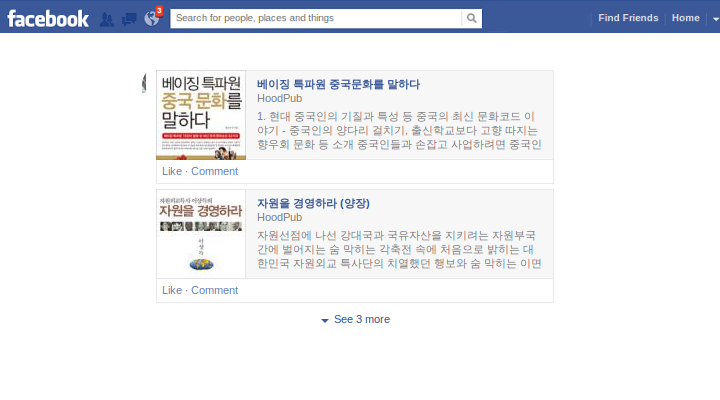 facebook
3
Search for people, places and things
Find Friends
Home
베이징 특파원
중국 문화를
말하다
베이징 특파원 중국문화를 말하다
HoodPub
1. 현대 중국인의 기질과 특성 등 중국의 최신 문화코드 이
야기 - 중국인의 양다리 걸치기, 출신학교보다 고향 따지는
향우회 문화 등 소개 중국인들과 손잡고 사업하려면 중국인
Like · Comment
자원외교특사 이상득의
자원을 경영하라
이상득
자원을 경영하라 (양장)
HoodPub
자원선점에 나선 강대국과 국유자산을 지키려는 자원부국
간에 벌어지는 숨 막히는 각축전 속에 처음으로 밝히는 대
한민국 자원외교 특사단의 치열했던 행보와 숨 막히는 이면
Like · Comment
See 3 more